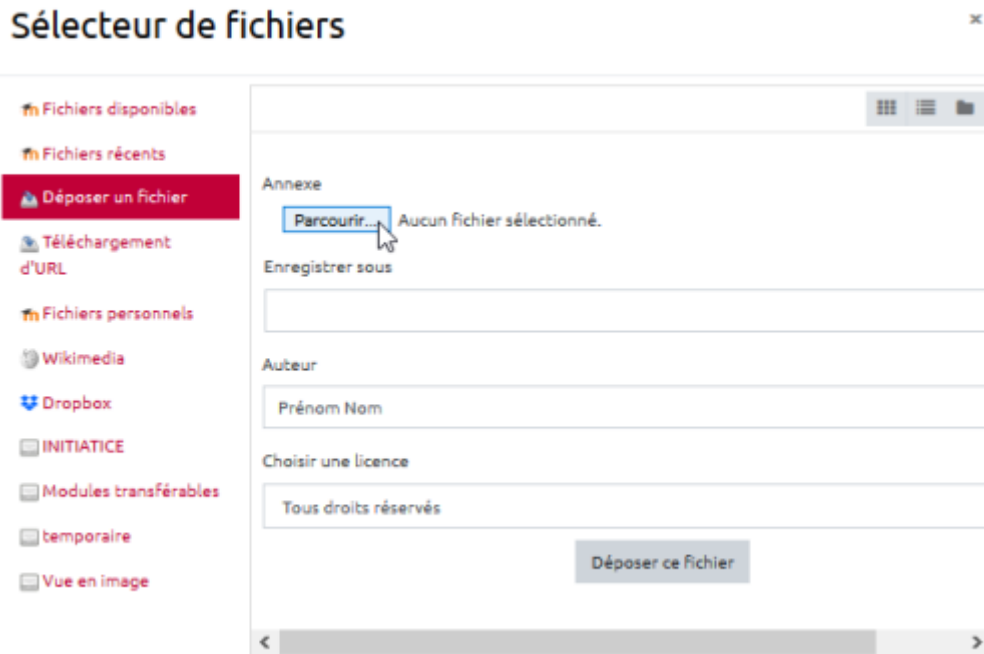 Sélecteur de fichiers
Fichiers disponibles
Fichiers récents
Déposer un fichier
Téléchargement
d'URL
Fichiers personnels
Wikimedia
Dropbox
INITIATICE
Modules transférables
temporaire
Vue en image
Annexe
Parcourir... Aucun fichier sélectionné.
Enregistrer sous
Auteur
Prénom Nom
Choisir une licence
Tous droits réservés
Déposer ce fichier